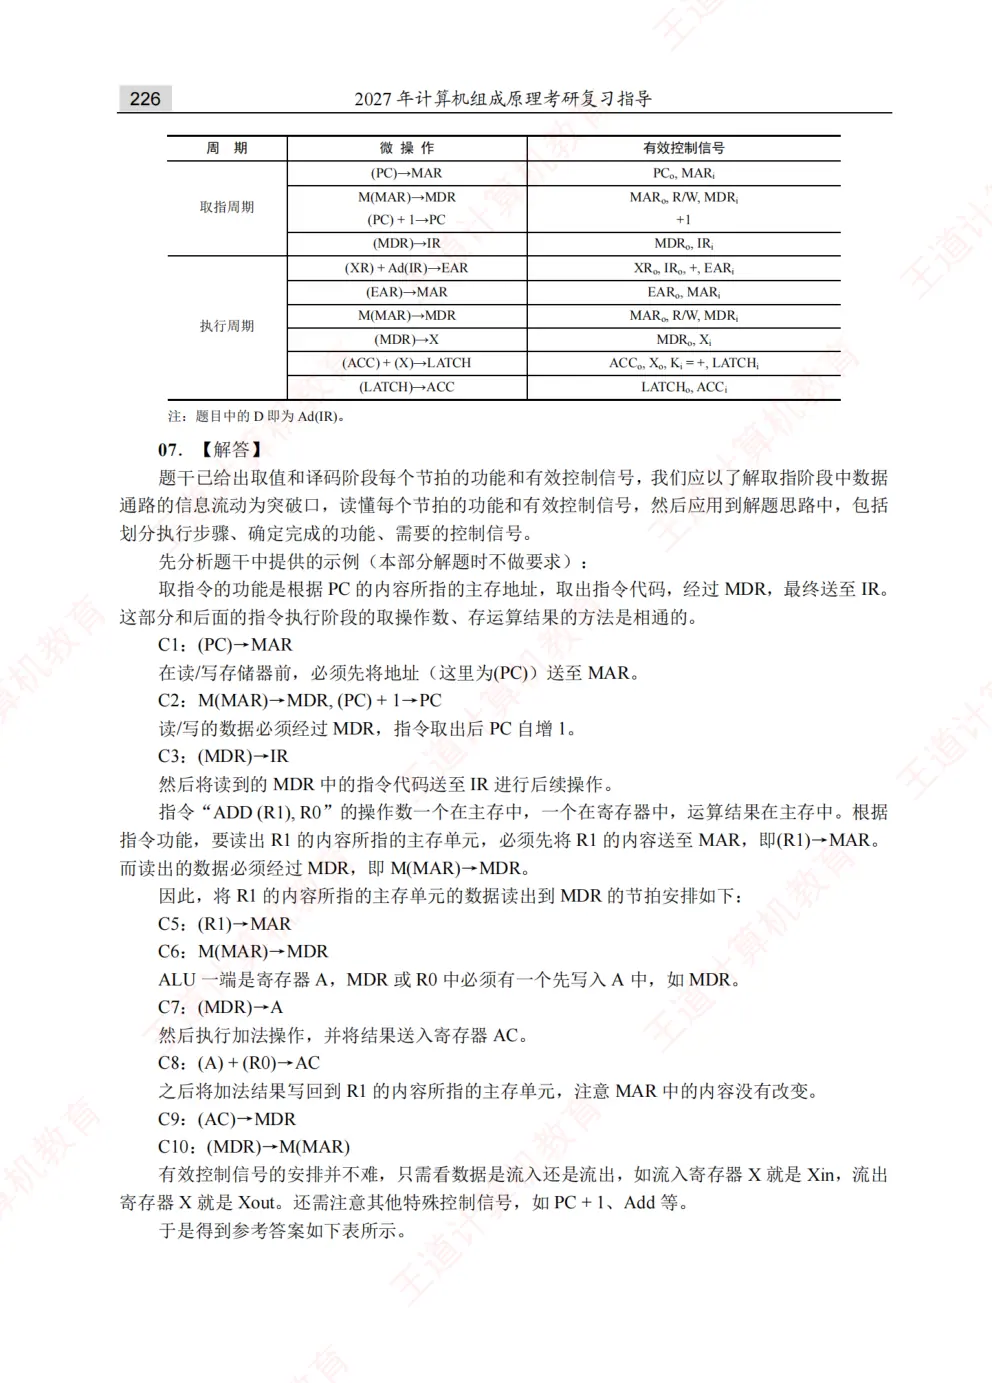 226
2027 年计算机组成原理考研复习指导
周 期 微 操 作 有效控制信号
取指周期 (PC)→MAR PCo, MARi
M(MAR)→MDR MARo, R/W, MDRi
(PC) + 1→PC +1
(MDR)→IR MDRo, IRi
执行周期 (XR) + Ad(IR)→EAR XRo, IRo, +, EARi
(EAR)→MAR EARo, MARi
M(MAR)→MDR MARo, R/W, MDRi
(MDR)→X MDRo, Xi
(ACC) + (X)→LATCH ACCo, Xo, Ki = +, LATCHi
(LATCH)→ACC LATCHo, ACCi
注：题目中的 D 即为 Ad(IR)。
07. 【解答】
题干已给出取值和译码阶段每个节拍的功能和有效控制信号，我们应以了解取指阶段中数据
通路的信息流动为突破口，读懂每个节拍的功能和有效控制信号，然后应用到解题思路中，包括
划分执行步骤、确定完成的功能、需要的控制信号。
先分析题干中提供的示例（本部分解题时不做要求）：
取指令的功能是根据 PC 的内容所指的主存地址，取出指令代码，经过 MDR，最终送至 IR。
这部分和后面的指令执行阶段的取操作数、存运算结果的方法是相通的。
C1：(PC)→MAR
在读/写存储器前，必须先将地址（这里为(PC)）送至 MAR。
C2：M(MAR)→MDR, (PC) + 1→PC
读/写的数据必须经过 MDR，指令取出后 PC 自增 1。
C3：(MDR)→IR
然后将读到的 MDR 中的指令代码送至 IR 进行后续操作。
指令“ADD (R1), R0”的操作数一个在主存中，一个在寄存器中，运算结果在主存中。根据
指令功能，要读出 R1 的内容所指的主存单元，必须先将 R1 的内容送至 MAR，即(R1)→MAR。
而读出的数据必须经过 MDR，即 M(MAR)→MDR。
因此，将 R1 的内容所指的主存单元的数据读出到 MDR 的节拍安排如下：
C5：(R1)→MAR
C6：M(MAR)→MDR
ALU 一端是寄存器 A，MDR 或 R0 中必须有一个先写入 A 中，如 MDR。
C7：(MDR)→A
然后执行加法操作，并将结果送入寄存器 AC。
C8：(A) + (R0)→AC
之后将加法结果写回到 R1 的内容所指的主存单元，注意 MAR 中的内容没有改变。
C9：(AC)→MDR
C10：(MDR)→M(MAR)
有效控制信号的安排并不难，只需看数据是流入还是流出，如流入寄存器 X 就是 Xin，流出
寄存器 X 就是 Xout。还需注意其他特殊控制信号，如 PC + 1、Add 等。
于是得到参考答案如下表所示。